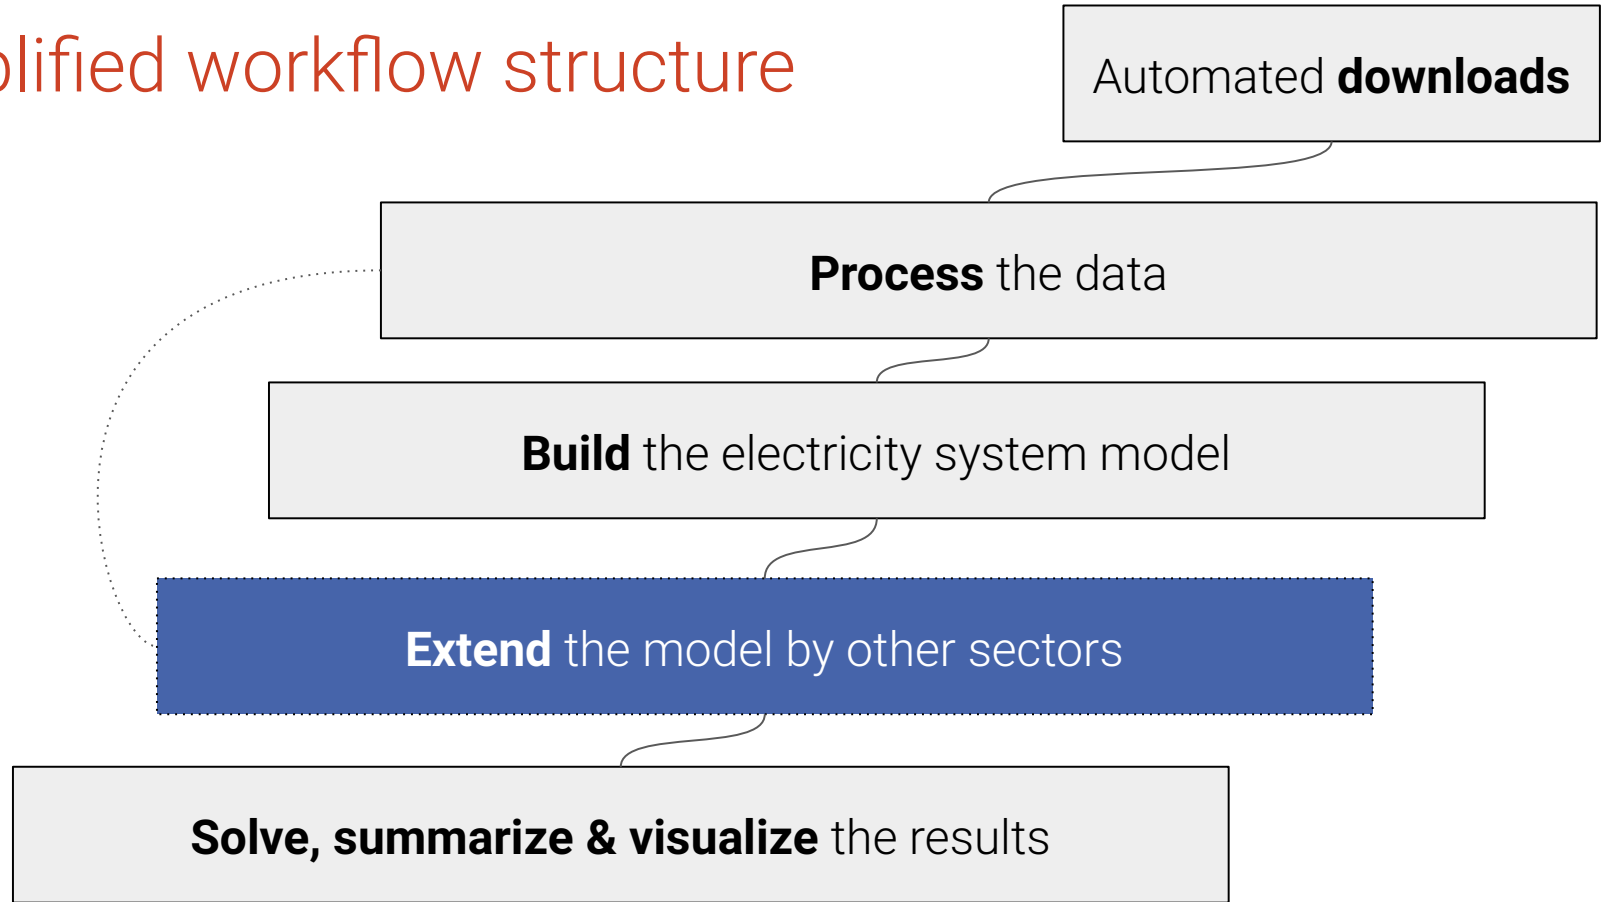 plified workflow structure
Automated downloads
Process the data
Build the electricity system model
Extend the model by other sectors
Solve, summarize & visualize the results